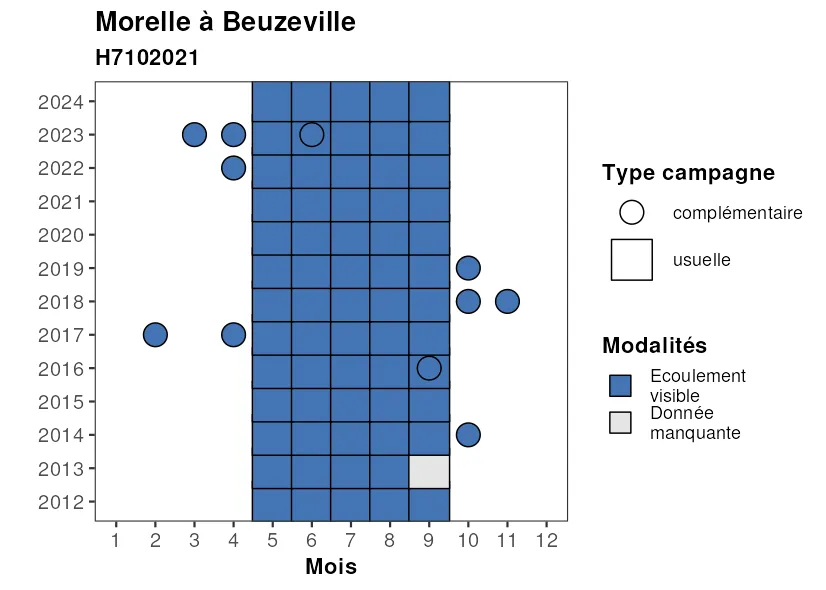 Morelle à Beuzeville
H7102021
2024
2023
2022
2021
2020
2019
2018
2017
2016
2015
2014
2013
2012
1 2 3 4 5 6 7 8 9 10 11 12
Mois
Type campagne
complémentaire
usuelle
Modalités
Ecoulement
visible
Donnée
manquante